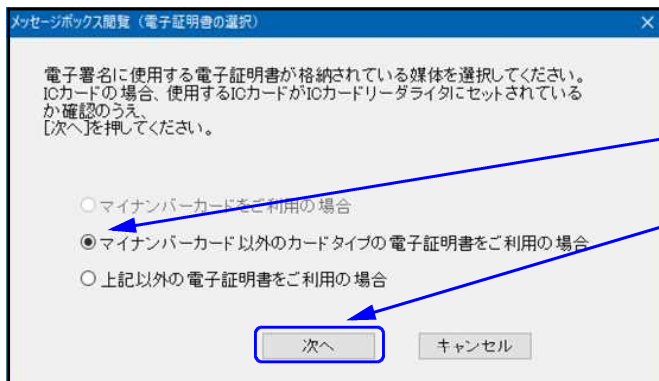 メッセージボックス閲覧（電子証明書の選択）
電子署名に使用する電子証明書が格納されている媒体を選択してください。
ICカードの場合、使用するICカードがICカードリーダライタにセットされている
か確認のうえ、
[次へ]を押してください。
マイナンバーカードをご利用の場合
マイナンバーカード以外のカードタイプの電子証明書をご利用の場合
上記以外の電子証明書をご利用の場合
次へ キャンセル